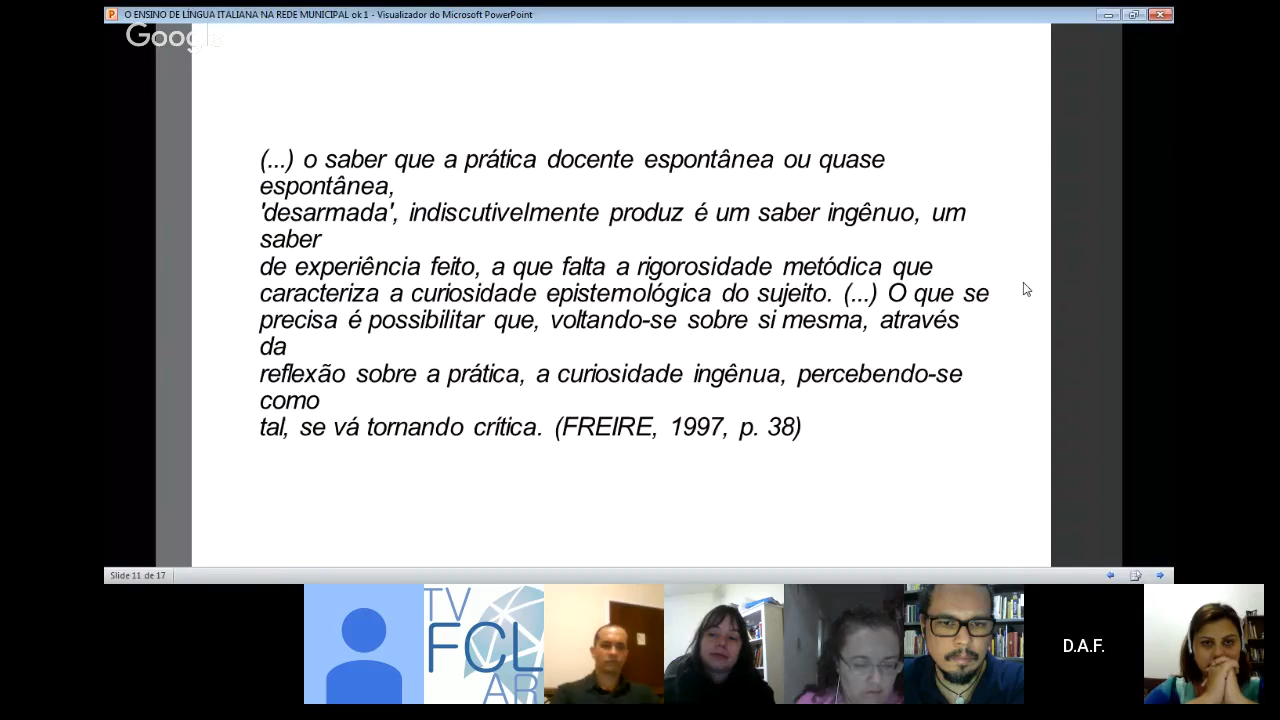 O ENSINO DE LÍNGUA ITALIANA NA REDE MUNICIPAL ok 1 - Visualizador do Microsoft PowerPoint
Google
(...) o saber que a prática docente espontânea ou quase
espontânea,
'desarmada', indiscutivelmente produz é um saber ingênuo, um
saber
de experiência feito, a que falta a rigorosidade metódica que
caracteriza a curiosidade epistemológica do sujeito. (...) O que se
precisa é possibilitar que, voltando-se sobre si mesma, através
da
reflexão sobre a prática, a curiosidade ingênua, percebendo-se
como
tal, se vá tornando crítica. (FREIRE, 1997, p. 38)
Slide 11 de 17
TV
FCL
AR
D.A.F.